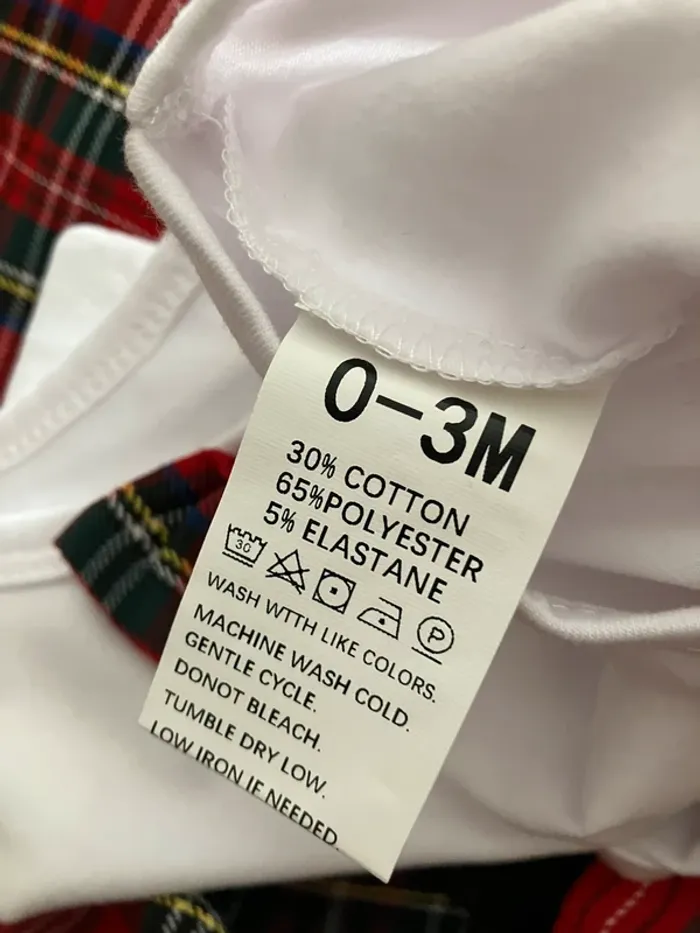 0-3M
30% COTTON
65%POLYESTER
5% ELASTANE
30 P
WASH WTTH LIKE COLORS.
MACHINE WASH COLD.
GENTLE CYCLE.
DONOT BLEACH.
TUMBLE DRY LOW.
LOW IRON IF NEEDED.